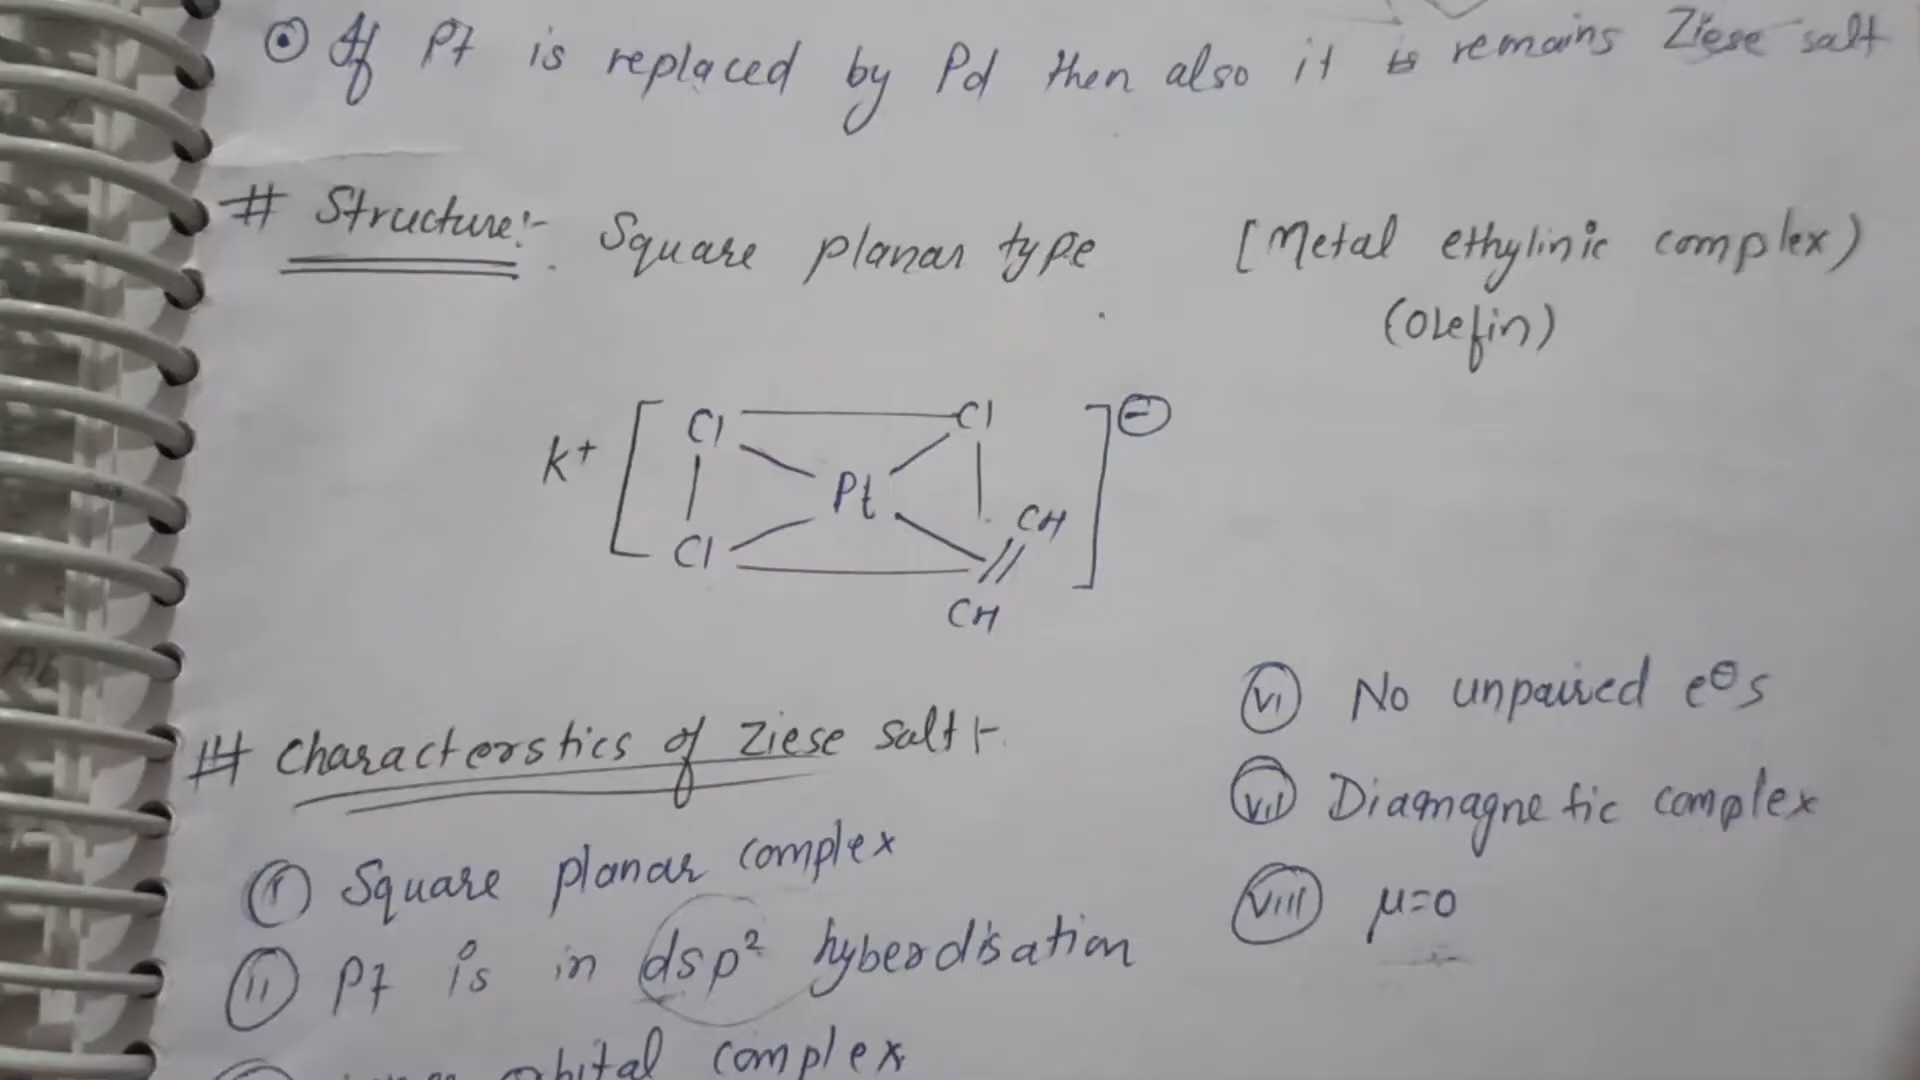 ⊙ If Pt is replaced by Pd then also it remains Ziese salt
# Structure:- Square planar type [Metal ethylinic complex)
(Olefin)
K+ [ Cl Cl ]⊖
Pt
Cl CH
CH
# Characterstics of Ziese salt :-
(i) Square planar complex
(ii) Pt is in dsp² hyberdisation
orbital complex
(vi) No unpaired e⊖s
(vii) Diamagnetic complex
(viii) μ=0